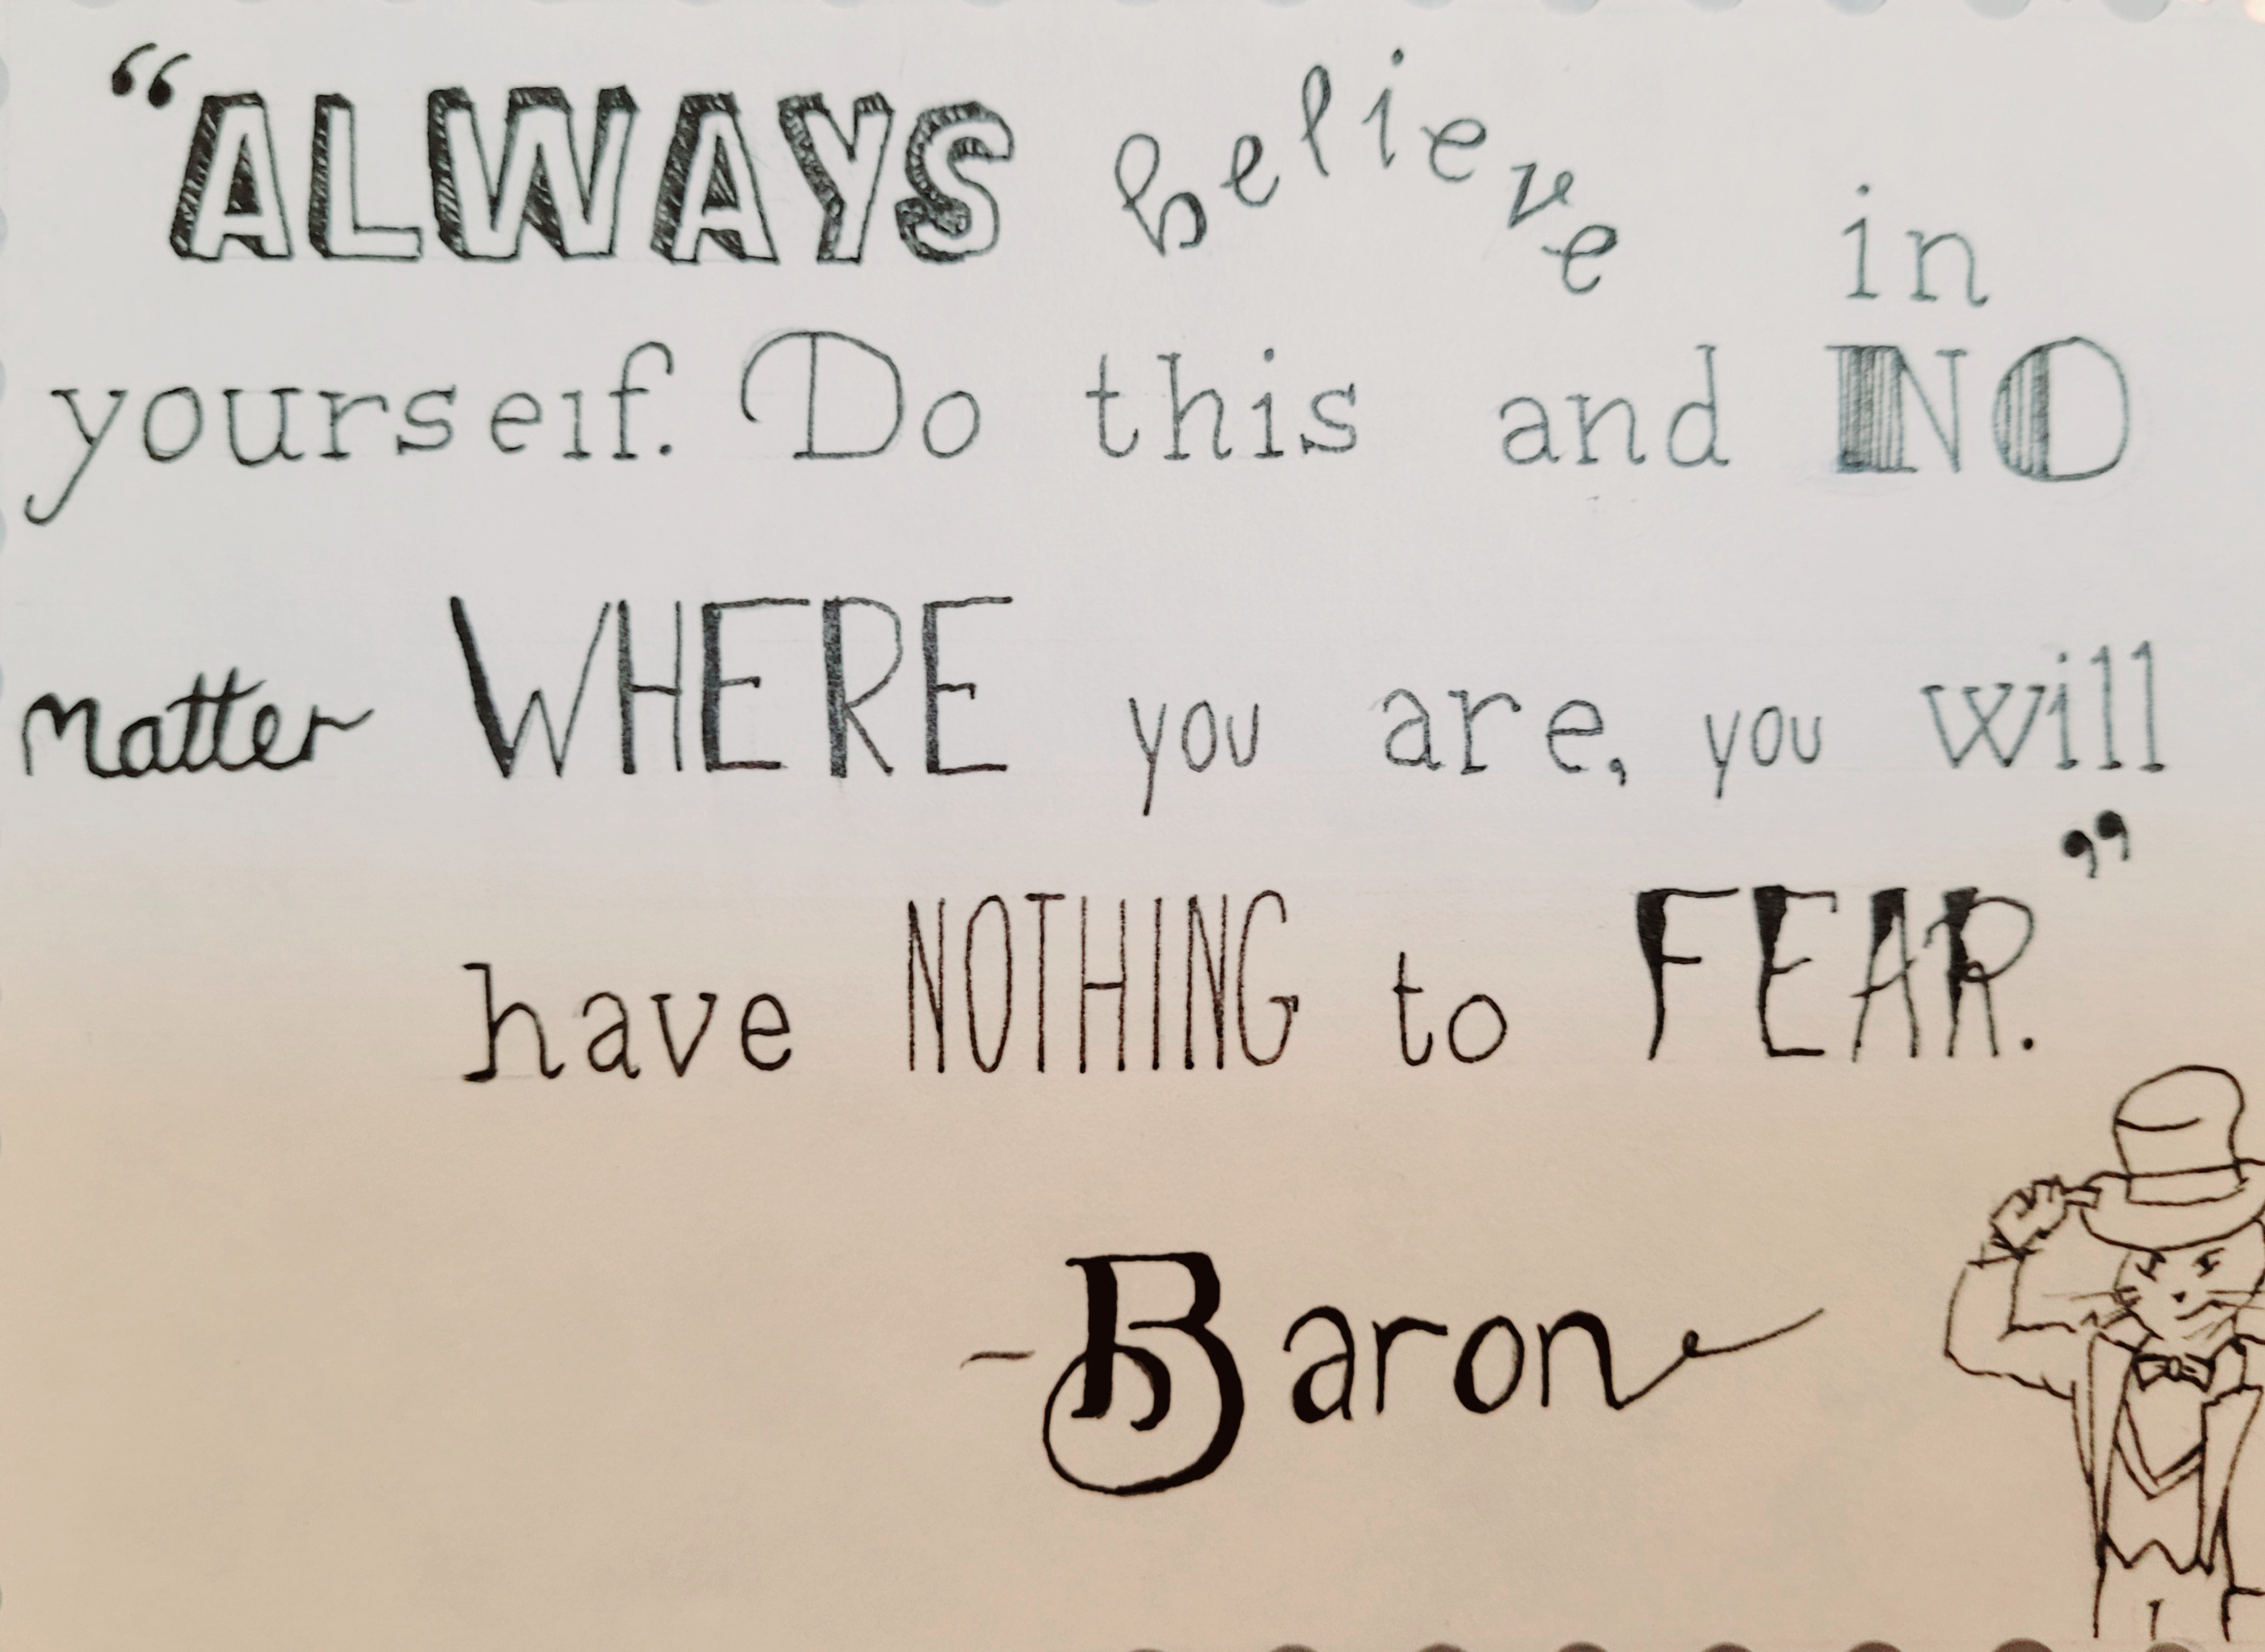 “ALWAYS believe in
yourself. Do this and NO
matter WHERE you are, you will
have NOTHING to FEAR.”
-Baron